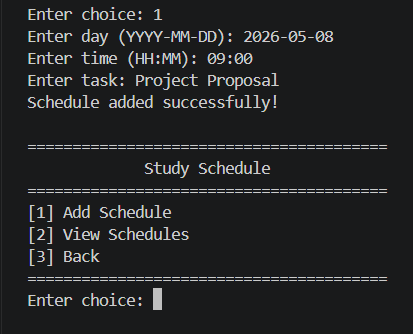 Enter choice: 1
Enter day (YYYY-MM-DD): 2026-05-08
Enter time (HH:MM): 09:00
Enter task: Project Proposal
Schedule added successfully!
========================================
Study Schedule
========================================
[1] Add Schedule
[2] View Schedules
[3] Back
========================================
Enter choice: